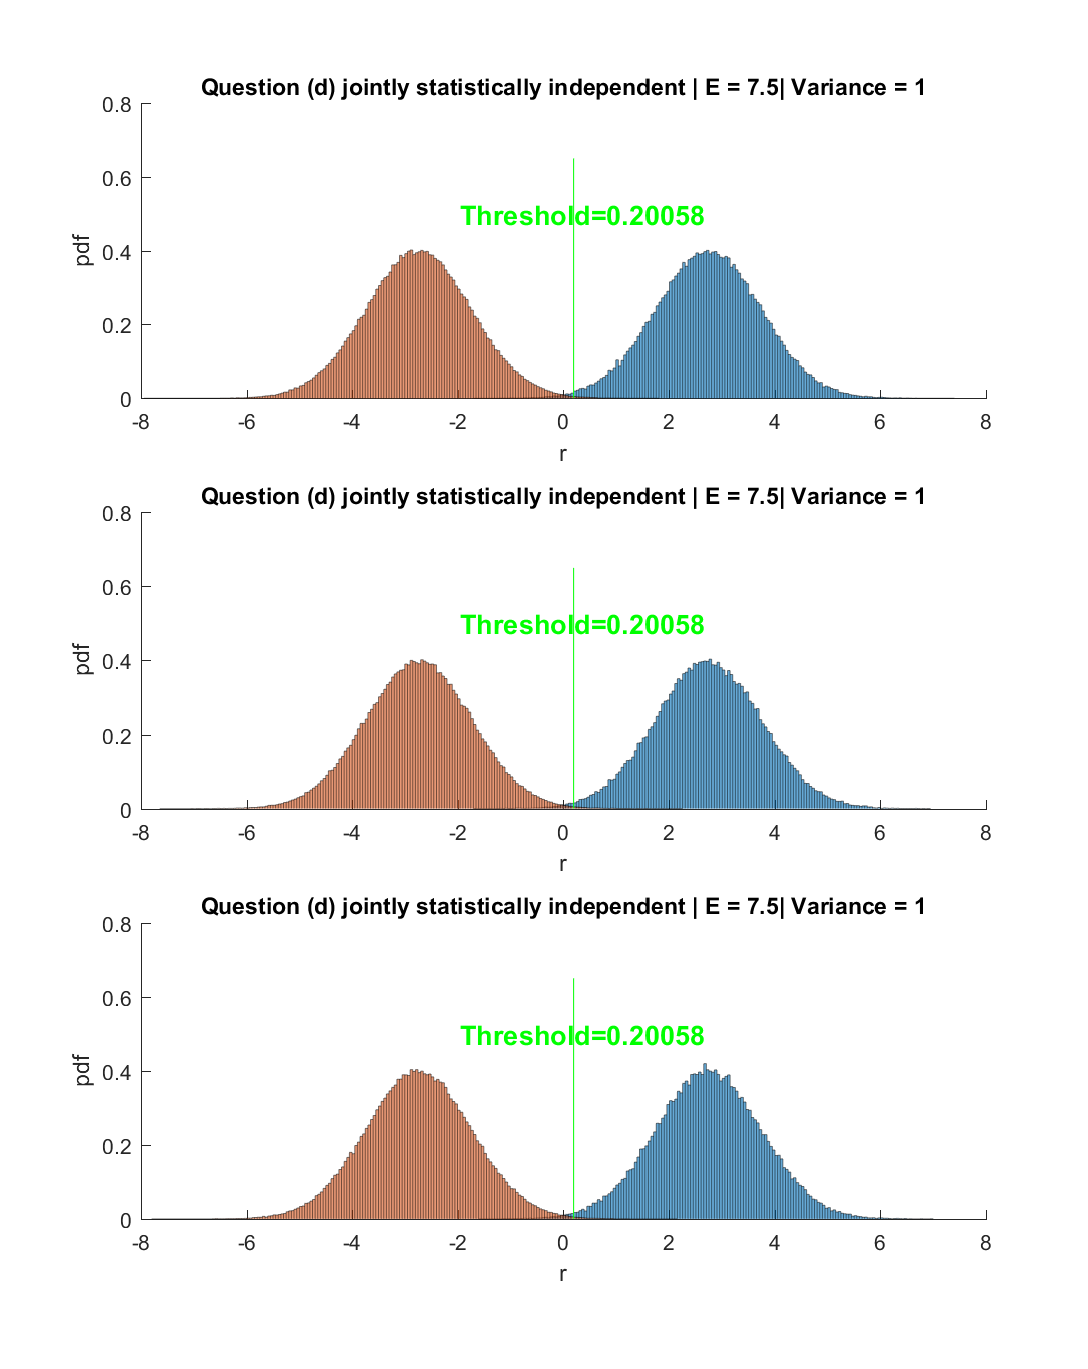 Question (d) jointly statistically independent | E = 7.5| Variance = 1
0.8
0.6
Threshold=0.20058
pdf
0.4
0.2
0
-8 -6 -4 -2 0 2 4 6 8
r
Question (d) jointly statistically independent | E = 7.5| Variance = 1
0.8
0.6
Threshold=0.20058
pdf
0.4
0.2
0
-8 -6 -4 -2 0 2 4 6 8
r
Question (d) jointly statistically independent | E = 7.5| Variance = 1
0.8
0.6
Threshold=0.20058
pdf
0.4
0.2
0
-8 -6 -4 -2 0 2 4 6 8
r